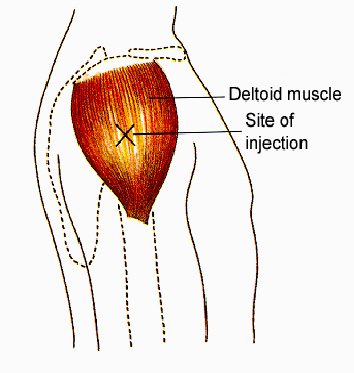 Deltoid muscle
Site of
injection